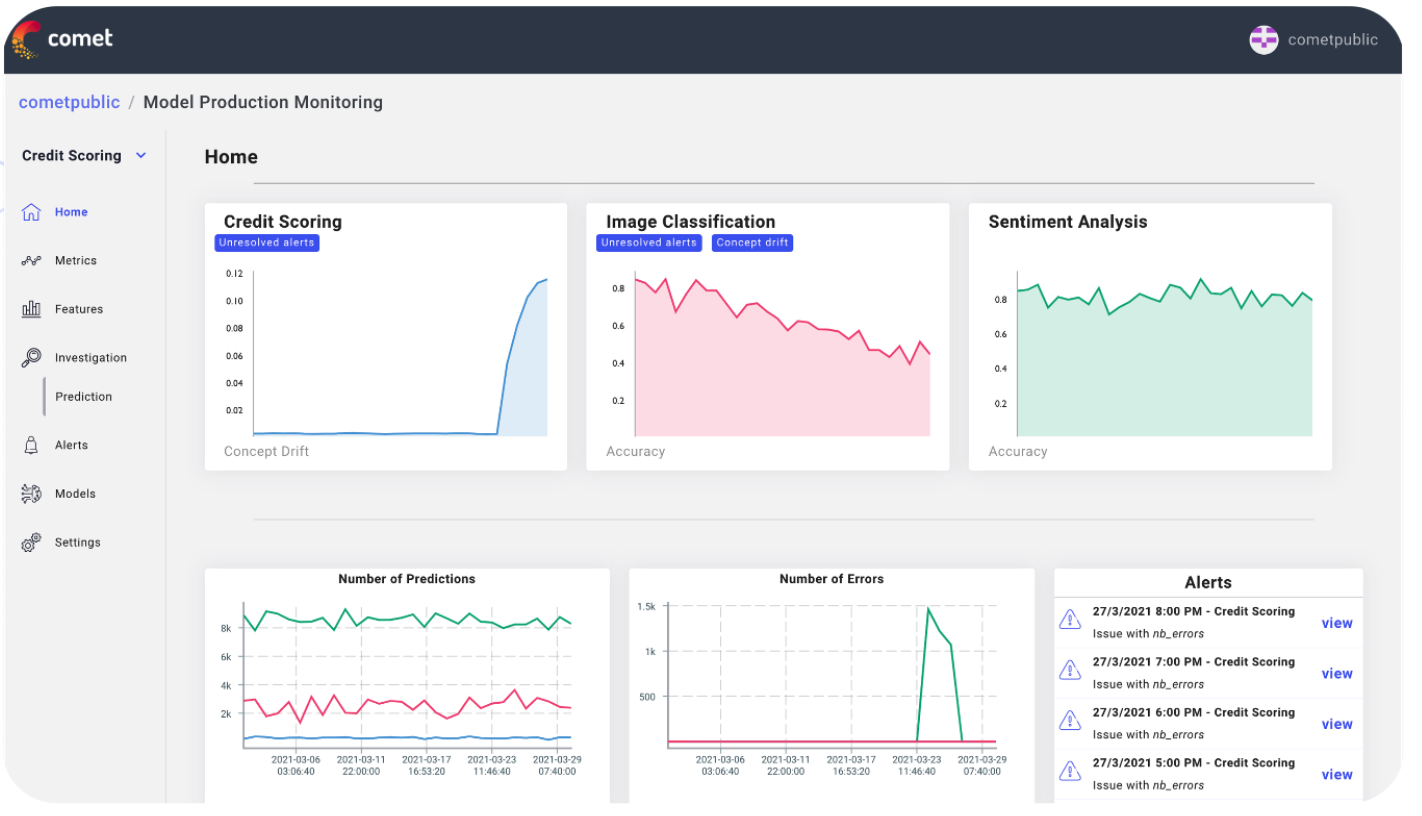 comet
cometpublic
cometpublic / Model Production Monitoring
Credit Scoring
Home
Metrics
Features
Investigation
Prediction
Alerts
Models
Settings
Home
Credit Scoring
Unresolved alerts
0.12
0.10
0.08
0.06
0.04
0.02
Concept Drift
Image Classification
Unresolved alerts Concept drift
0.8
0.6
0.4
0.2
Accuracy
Sentiment Analysis
0.8
0.6
0.4
0.2
Accuracy
Number of Predictions
8k
6k
4k
2k
2021-03-06 2021-03-11 2021-03-17 2021-03-23 2021-03-29
03:06:40 22:00:00 16:53:20 11:46:40 07:40:00
Number of Errors
1.5k
1k
500
2021-03-06 2021-03-11 2021-03-17 2021-03-23 2021-03-29
03:06:40 22:00:00 16:53:20 11:46:40 07:40:00
Alerts
27/3/2021 8:00 PM - Credit Scoring
Issue with nb_errors
view
27/3/2021 7:00 PM - Credit Scoring
Issue with nb_errors
view
27/3/2021 6:00 PM - Credit Scoring
Issue with nb_errors
view
27/3/2021 5:00 PM - Credit Scoring
Issue with nb_errors
view